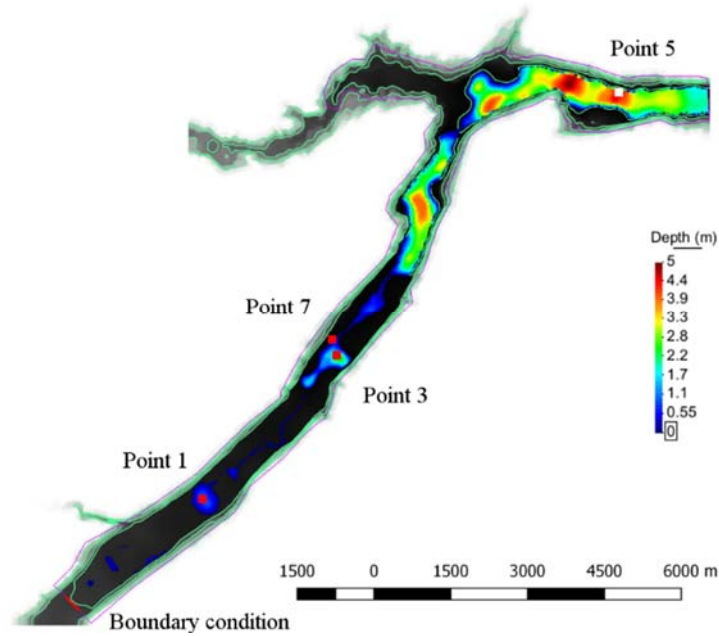 Point 5
Depth (m)
5
4.4
3.9
3.3
2.8
2.2
1.7
1.1
0.55
0
Point 7
Point 3
Point 1
1500 0 1500 3000 4500 6000 m
Boundary condition